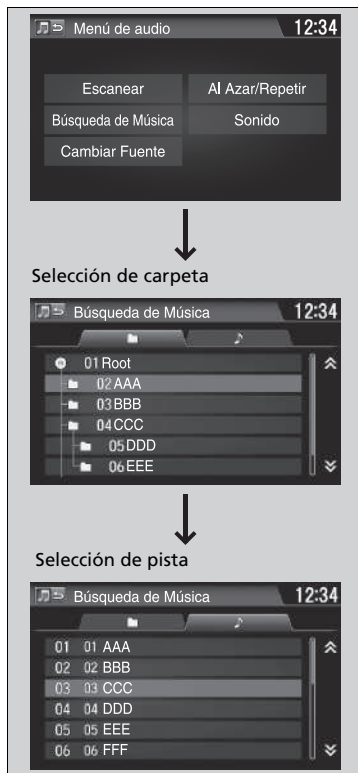 Menú de audio 12:34
Escanear Al Azar/Repetir
Búsqueda de Música Sonido
Cambiar Fuente
Selección de carpeta
Búsqueda de Música 12:34
01 Root
02 AAA
03 BBB
04 CCC
05 DDD
06 EEE
Selección de pista
Búsqueda de Música 12:34
01 01 AAA
02 02 BBB
03 03 CCC
04 04 DDD
05 05 EEE
06 06 FFF